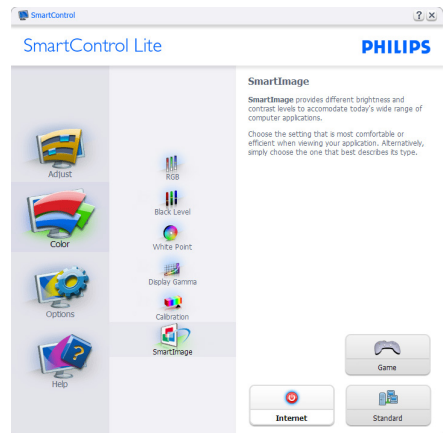 SmartControl
SmartControl Lite
PHILIPS
Adjust
Color
Options
Help
RGB
Black Level
White Point
Display Gamma
Calibration
SmartImage
SmartImage
SmartImage provides different brightness and
contrast levels to accomodate today's wide range of
computer applications.
Choose the setting that is most comfortable or
efficient when viewing your application. Alternatively,
simply choose the one that best describes its type.
Game
Internet
Standard